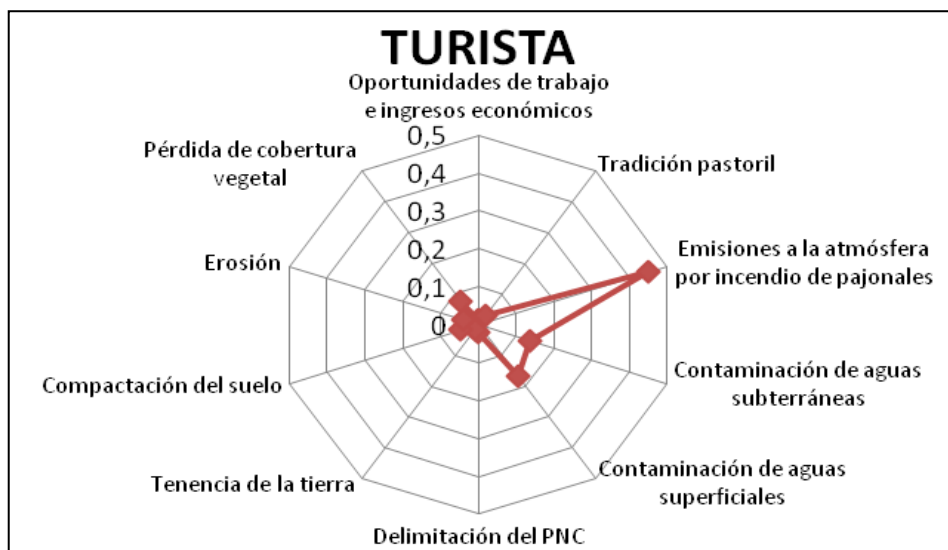 TURISTA
Oportunidades de trabajo
e ingresos económicos
0,5
0,4
0,3
0,2
0,1
0
Tradición pastoril
Emisiones a la atmósfera
por incendio de pajonales
Contaminación de aguas
subterráneas
Contaminación de aguas
superficiales
Delimitación del PNC
Tenencia de la tierra
Compactación del suelo
Erosión
Pérdida de cobertura
vegetal